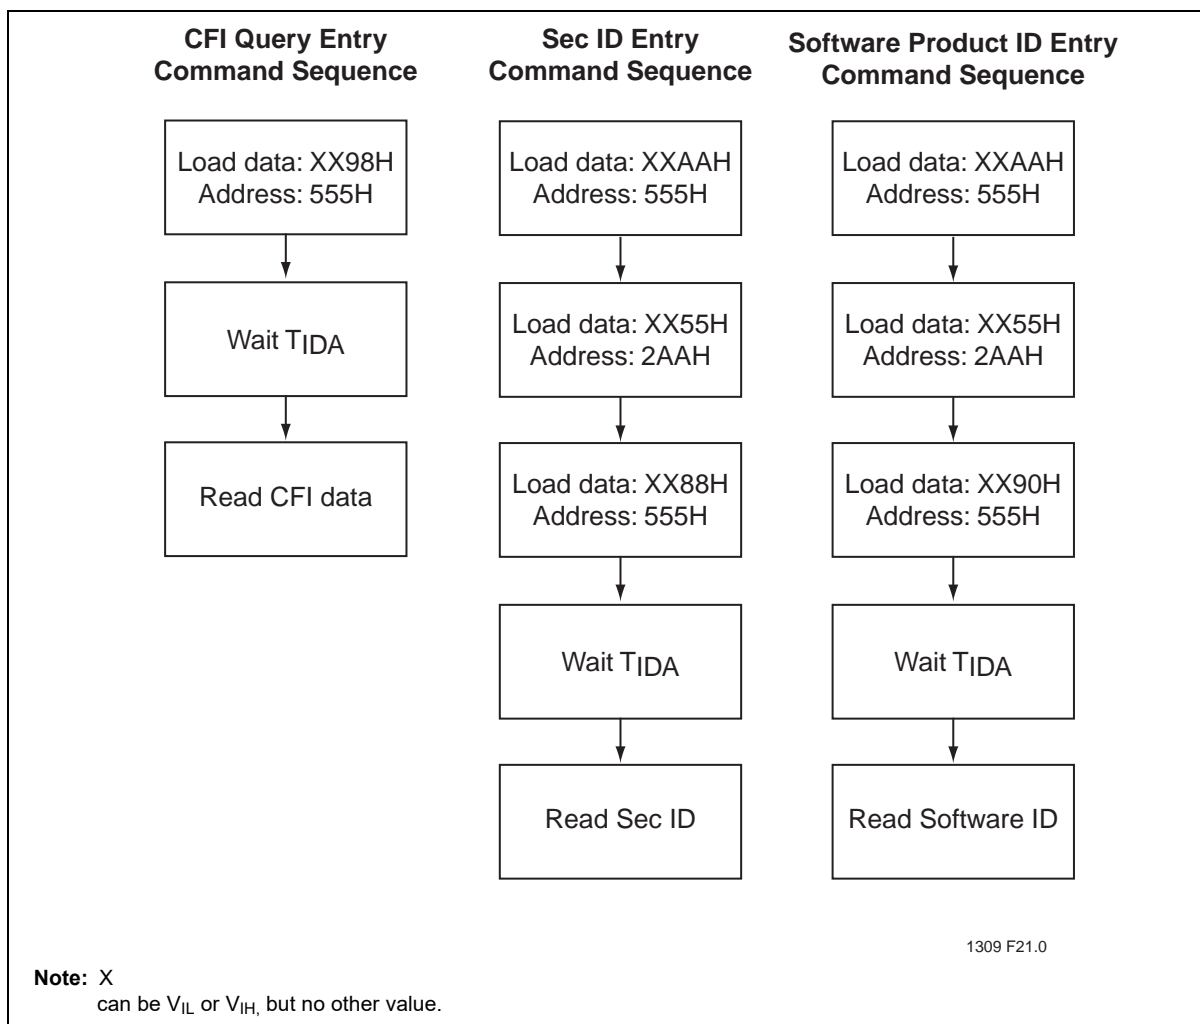 CFI Query Entry
Command Sequence
Load data: XX98H
Address: 555H
Wait TIDA
Read CFI data
Sec ID Entry
Command Sequence
Load data: XXAAH
Address: 555H
Load data: XX55H
Address: 2AAH
Load data: XX88H
Address: 555H
Wait TIDA
Read Sec ID
Software Product ID Entry
Command Sequence
Load data: XXAAH
Address: 555H
Load data: XX55H
Address: 2AAH
Load data: XX90H
Address: 555H
Wait TIDA
Read Software ID
1309 F21.0
Note: X
can be VIL or VIH, but no other value.